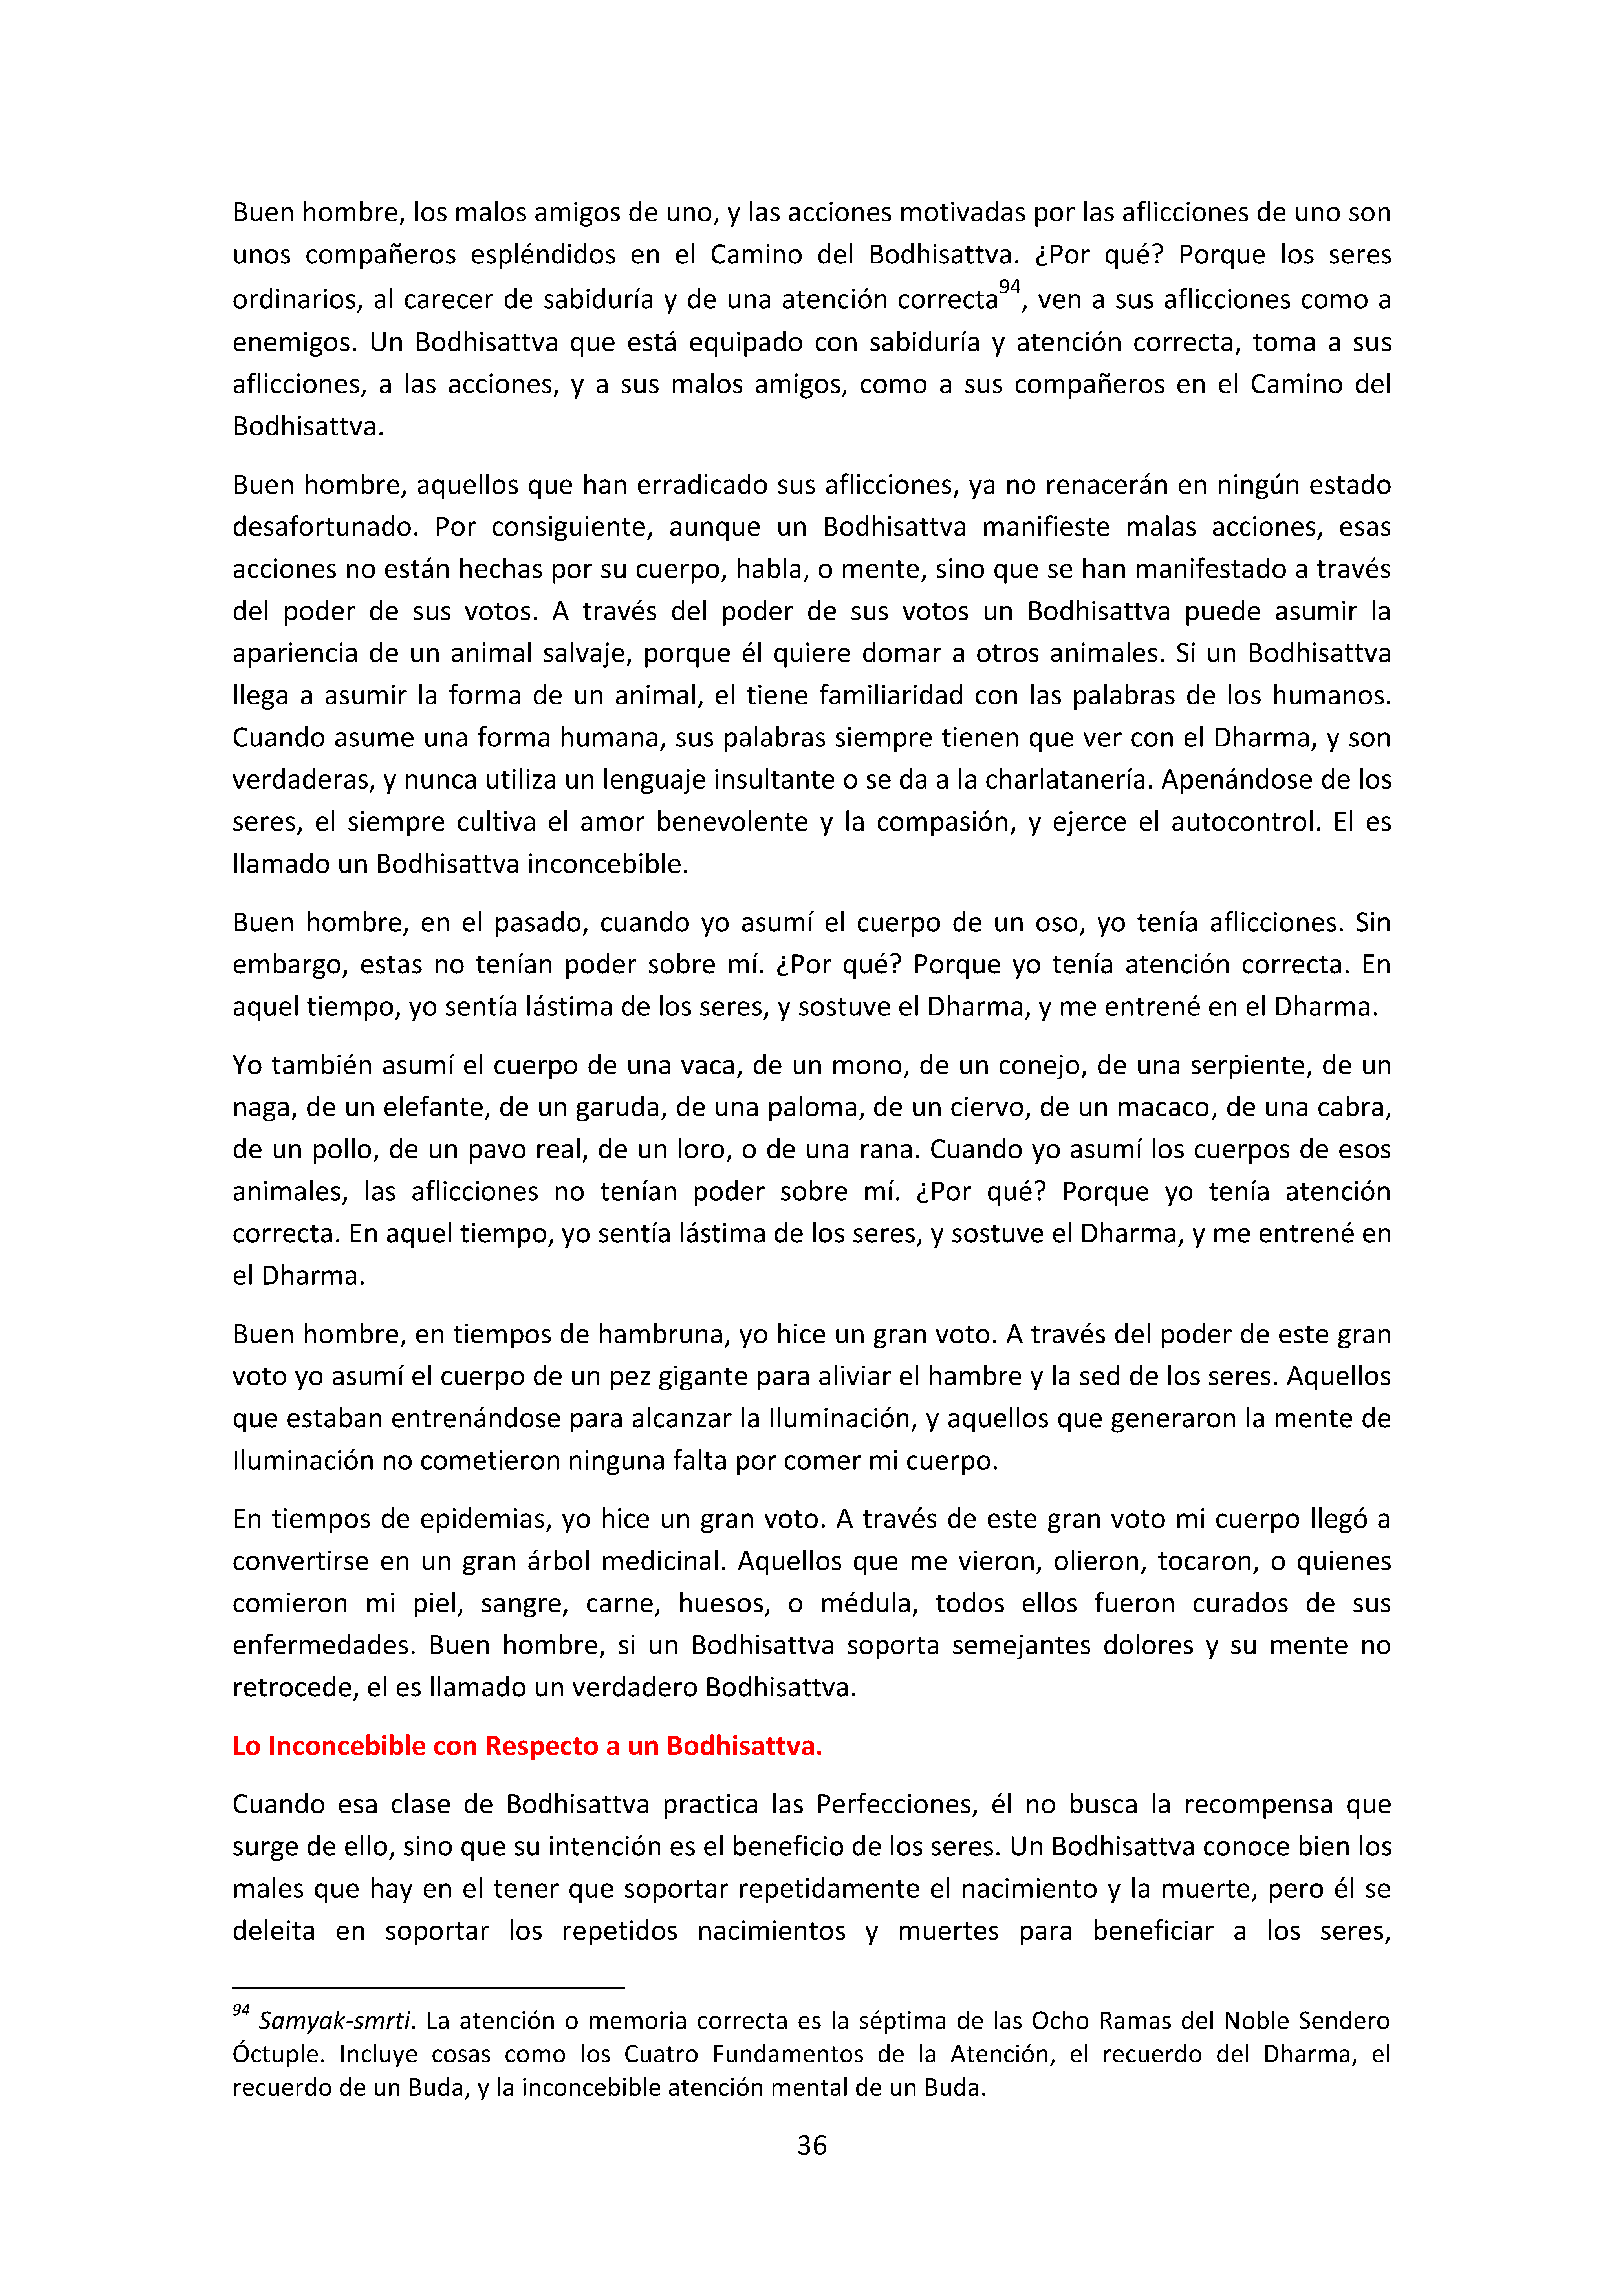 Buen hombre, los malos amigos de uno, y las acciones motivadas por las aflicciones de uno son
unos compañeros espléndidos en el Camino del Bodhisattva. ¿Por qué? Porque los seres
ordinarios, al carecer de sabiduría y de una atención correcta94, ven a sus aflicciones como a
enemigos. Un Bodhisattva que está equipado con sabiduría y atención correcta, toma a sus
aflicciones, a las acciones, y a sus malos amigos, como a sus compañeros en el Camino del
Bodhisattva.
Buen hombre, aquellos que han erradicado sus aflicciones, ya no renacerán en ningún estado
desafortunado. Por consiguiente, aunque un Bodhisattva manifieste malas acciones, esas
acciones no están hechas por su cuerpo, habla, o mente, sino que se han manifestado a través
del poder de sus votos. A través del poder de sus votos un Bodhisattva puede asumir la
apariencia de un animal salvaje, porque él quiere domar a otros animales. Si un Bodhisattva
llega a asumir la forma de un animal, el tiene familiaridad con las palabras de los humanos.
Cuando asume una forma humana, sus palabras siempre tienen que ver con el Dharma, y son
verdaderas, y nunca utiliza un lenguaje insultante o se da a la charlatanería. Apenándose de los
seres, el siempre cultiva el amor benevolente y la compasión, y ejerce el autocontrol. El es
llamado un Bodhisattva inconcebible.
Buen hombre, en el pasado, cuando yo asumí el cuerpo de un oso, yo tenía aflicciones. Sin
embargo, estas no tenían poder sobre mí. ¿Por qué? Porque yo tenía atención correcta. En
aquel tiempo, yo sentía lástima de los seres, y sostuve el Dharma, y me entrené en el Dharma.
Yo también asumí el cuerpo de una vaca, de un mono, de un conejo, de una serpiente, de un
naga, de un elefante, de un garuda, de una paloma, de un ciervo, de un macaco, de una cabra,
de un pollo, de un pavo real, de un loro, o de una rana. Cuando yo asumí los cuerpos de esos
animales, las aflicciones no tenían poder sobre mí. ¿Por qué? Porque yo tenía atención
correcta. En aquel tiempo, yo sentía lástima de los seres, y sostuve el Dharma, y me entrené en
el Dharma.
Buen hombre, en tiempos de hambruna, yo hice un gran voto. A través del poder de este gran
voto yo asumí el cuerpo de un pez gigante para aliviar el hambre y la sed de los seres. Aquellos
que estaban entrenándose para alcanzar la Iluminación, y aquellos que generaron la mente de
Iluminación no cometieron ninguna falta por comer mi cuerpo.
En tiempos de epidemias, yo hice un gran voto. A través de este gran voto mi cuerpo llegó a
convertirse en un gran árbol medicinal. Aquellos que me vieron, olieron, tocaron, o quienes
comieron mi piel, sangre, carne, huesos, o médula, todos ellos fueron curados de sus
enfermedades. Buen hombre, si un Bodhisattva soporta semejantes dolores y su mente no
retrocede, el es llamado un verdadero Bodhisattva.
Lo Inconcebible con Respecto a un Bodhisattva.
Cuando esa clase de Bodhisattva practica las Perfecciones, él no busca la recompensa que
surge de ello, sino que su intención es el beneficio de los seres. Un Bodhisattva conoce bien los
males que hay en el tener que soportar repetidamente el nacimiento y la muerte, pero él se
deleita en soportar los repetidos nacimientos y muertes para beneficiar a los seres,
94 Samyak-smrti. La atención o memoria correcta es la séptima de las Ocho Ramas del Noble Sendero
Óctuple. Incluye cosas como los Cuatro Fundamentos de la Atención, el recuerdo del Dharma, el
recuerdo de un Buda, y la inconcebible atención mental de un Buda.
36